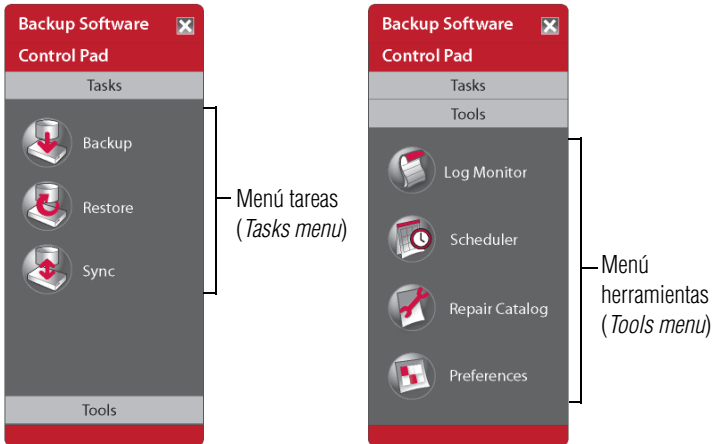 Backup Software
Control Pad
Tasks
Backup
Restore
Sync
Tools
Menú tareas
(Tasks menu)
Backup Software
Control Pad
Tasks
Tools
Log Monitor
Scheduler
Repair Catalog
Preferences
Menú
herramientas
(Tools menu)